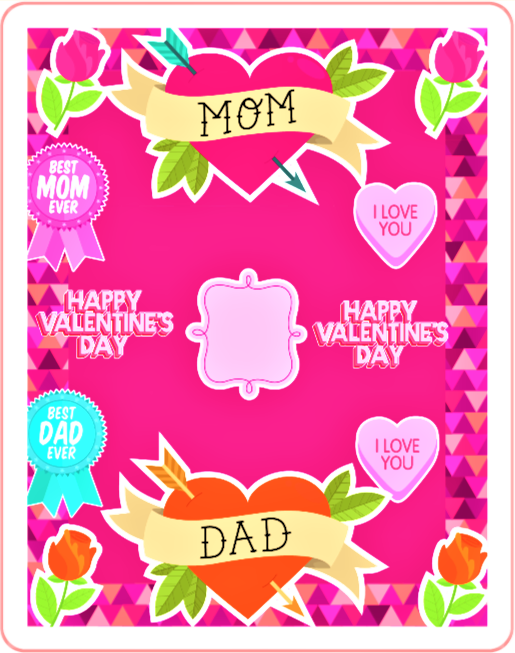 MOM
BEST
MOM
EVER
I LOVE
YOU
HAPPY
VALENTINE'S
DAY
HAPPY
VALENTINE'S
DAY
BEST
DAD
EVER
I LOVE
YOU
DAD